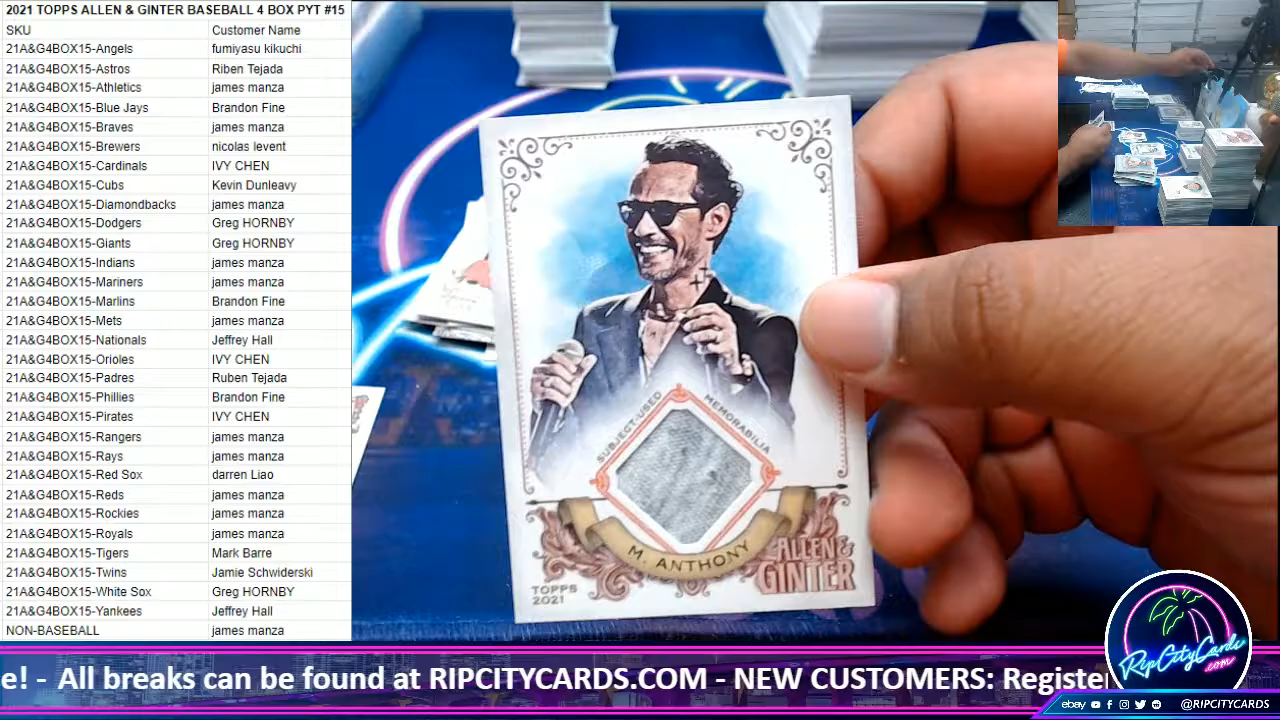 2021 TOPPS ALLEN & GINTER BASEBALL 4 BOX PYT #15
SKU Customer Name
21A&G4BOX15-Angels fumiyasu kikuchi
21A&G4BOX15-Astros Riben Tejada
21A&G4BOX15-Athletics james manza
21A&G4BOX15-Blue Jays Brandon Fine
21A&G4BOX15-Braves james manza
21A&G4BOX15-Brewers nicolas levent
21A&G4BOX15-Cardinals IVY CHEN
21A&G4BOX15-Cubs Kevin Dunleavy
21A&G4BOX15-Diamondbacks james manza
21A&G4BOX15-Dodgers Greg HORNBY
21A&G4BOX15-Giants Greg HORNBY
21A&G4BOX15-Indians james manza
21A&G4BOX15-Mariners james manza
21A&G4BOX15-Marlins Brandon Fine
21A&G4BOX15-Mets james manza
21A&G4BOX15-Nationals Jeffrey Hall
21A&G4BOX15-Orioles IVY CHEN
21A&G4BOX15-Padres Ruben Tejada
21A&G4BOX15-Phillies Brandon Fine
21A&G4BOX15-Pirates IVY CHEN
21A&G4BOX15-Rangers james manza
21A&G4BOX15-Rays james manza
21A&G4BOX15-Red Sox darren Liao
21A&G4BOX15-Reds james manza
21A&G4BOX15-Rockies james manza
21A&G4BOX15-Royals james manza
21A&G4BOX15-Tigers Mark Barre
21A&G4BOX15-Twins Jamie Schwiderski
21A&G4BOX15-White Sox Greg HORNBY
21A&G4BOX15-Yankees Jeffrey Hall
NON-BASEBALL james manza
SUBJECT-USED MEMORABILIA
M. ANTHONY
ALLEN &
GINTER
TOPPS
2021
e! - All breaks can be found at RIPCITYCARDS.COM - NEW CUSTOMERS: Registe
RipCityCards
.com
ebay @RIPCITYCARDS